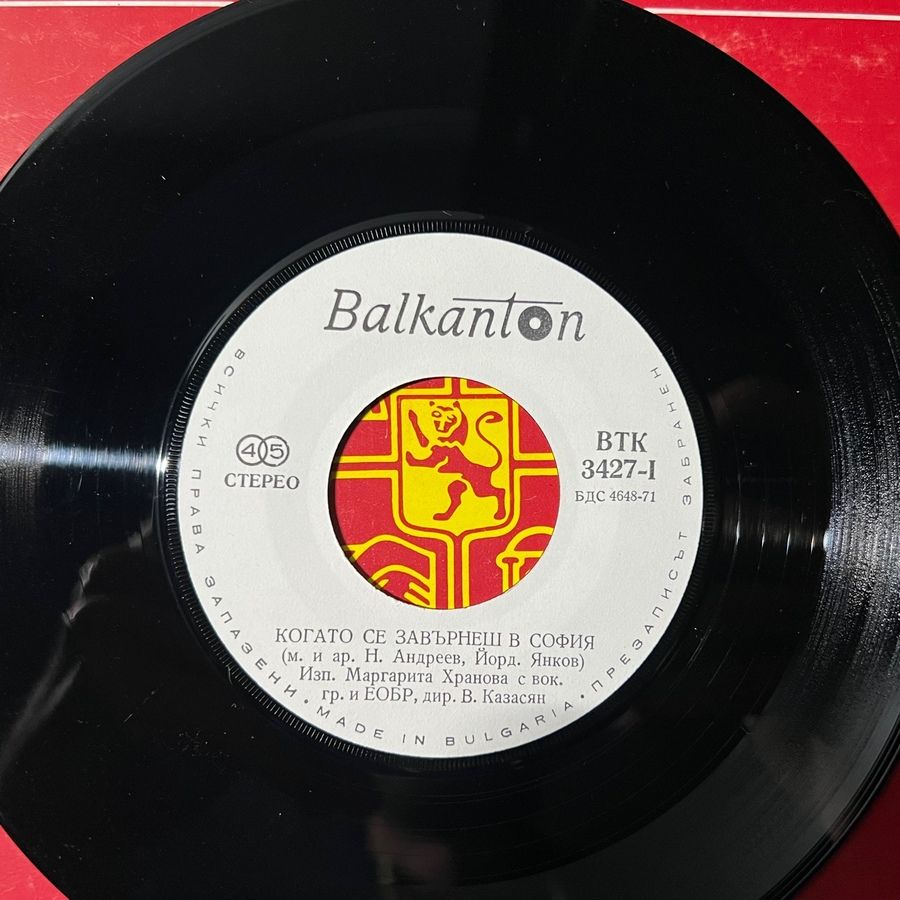 Balkanton
45
СТЕРЕО
ВТК
3427-I
БДС 4648-71
КОГАТО СЕ ЗАВЪРНЕШ В СОФИЯ
(м. и ар. Н. Андреев, Йорд. Янков)
Изп. Маргарита Хранова с вок.
гр. и ЕОБР, дир. В. Казасян
ВСИЧКИ ПРАВА ЗАПАЗЕНИ • MADE IN BULGARIA • ПРЕЗАПИСЪТ ЗАБРАНЕН